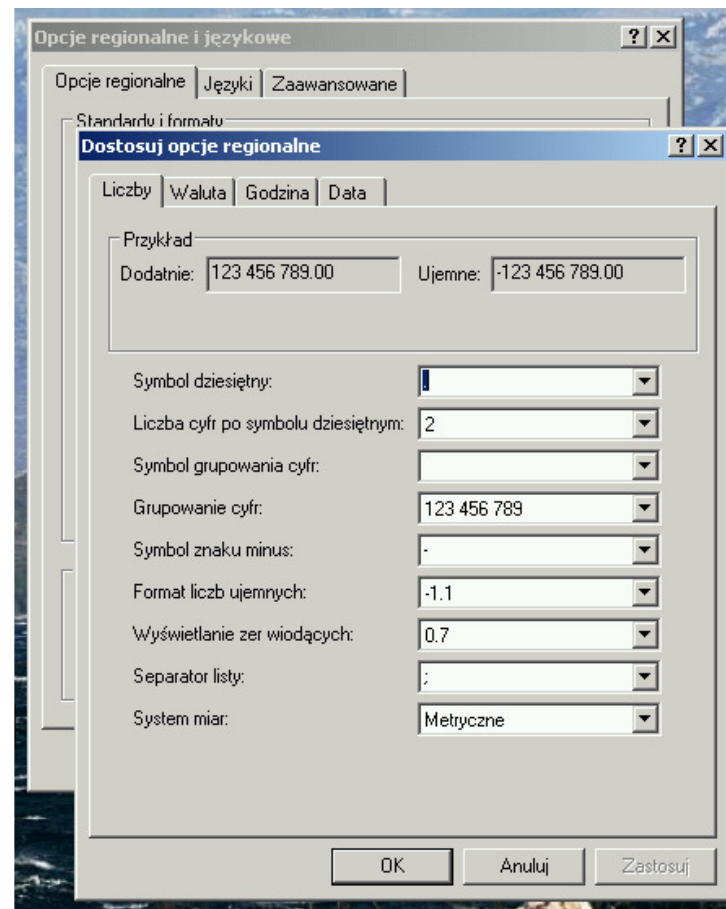 Opcje regionalne i językowe
Opcje regionalne Języki Zaawansowane
Standardy i formaty
Dostosuj opcje regionalne
Liczby Waluta Godzina Data
Przykład
Dodatnie: 123 456 789.00 Ujemne: -123 456 789.00
Symbol dziesiętny: .
Liczba cyfr po symbolu dziesiętnym: 2
Symbol grupowania cyfr:
Grupowanie cyfr: 123 456 789
Symbol znaku minus: -
Format liczb ujemnych: -1.1
Wyświetlanie zer wiodących: 0.7
Separator listy: ;
System miar: Metryczne
OK Anuluj Zastosuj